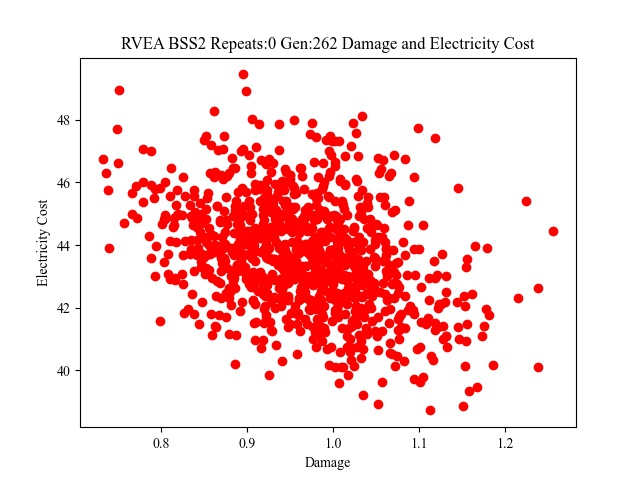 RVEA BSS2 Repeats:0 Gen:262 Damage and Electricity Cost
48
46
44
42
40
Electricity Cost
0.8 0.9 1.0 1.1 1.2
Damage